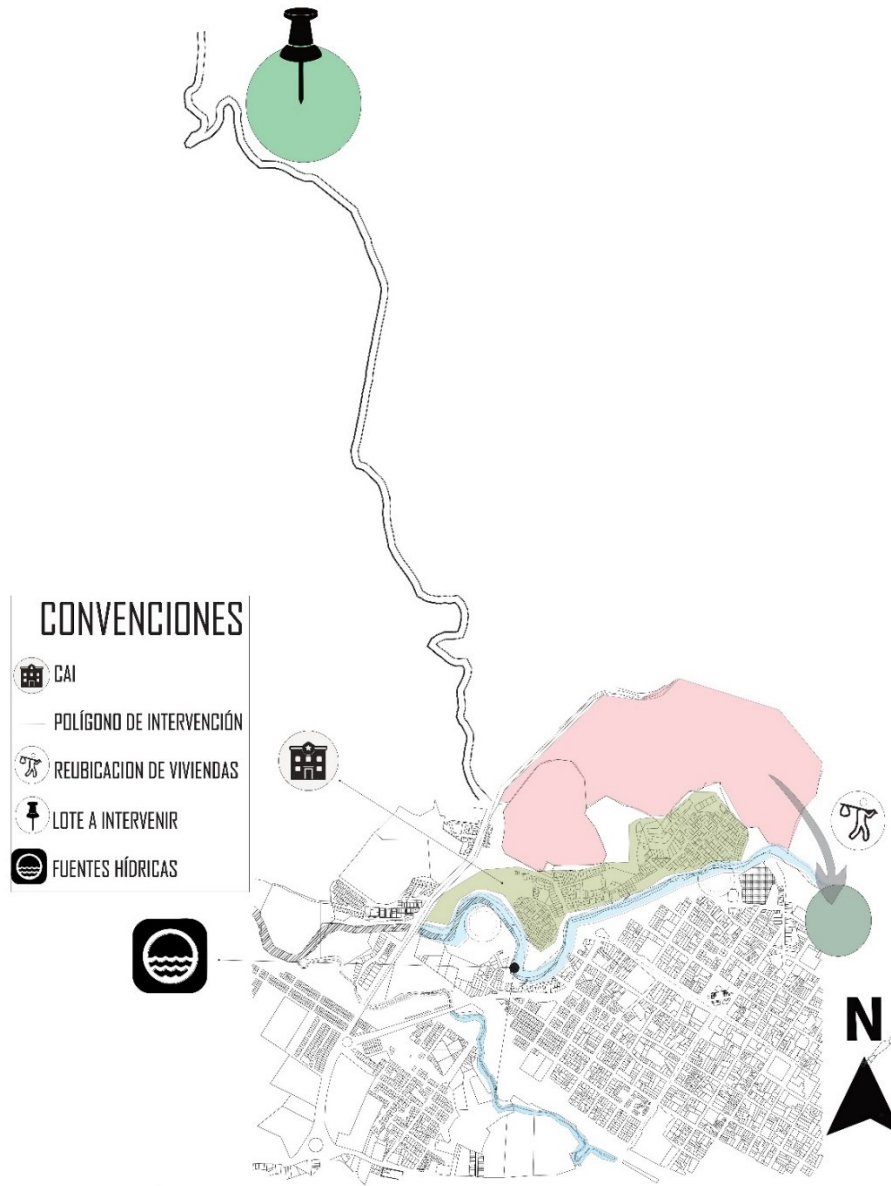 CONVENCIONES
CAI
POLÍGONO DE INTERVENCIÓN
REUBICACION DE VIVIENDAS
LOTE A INTERVENIR
FUENTES HÍDRICAS
N